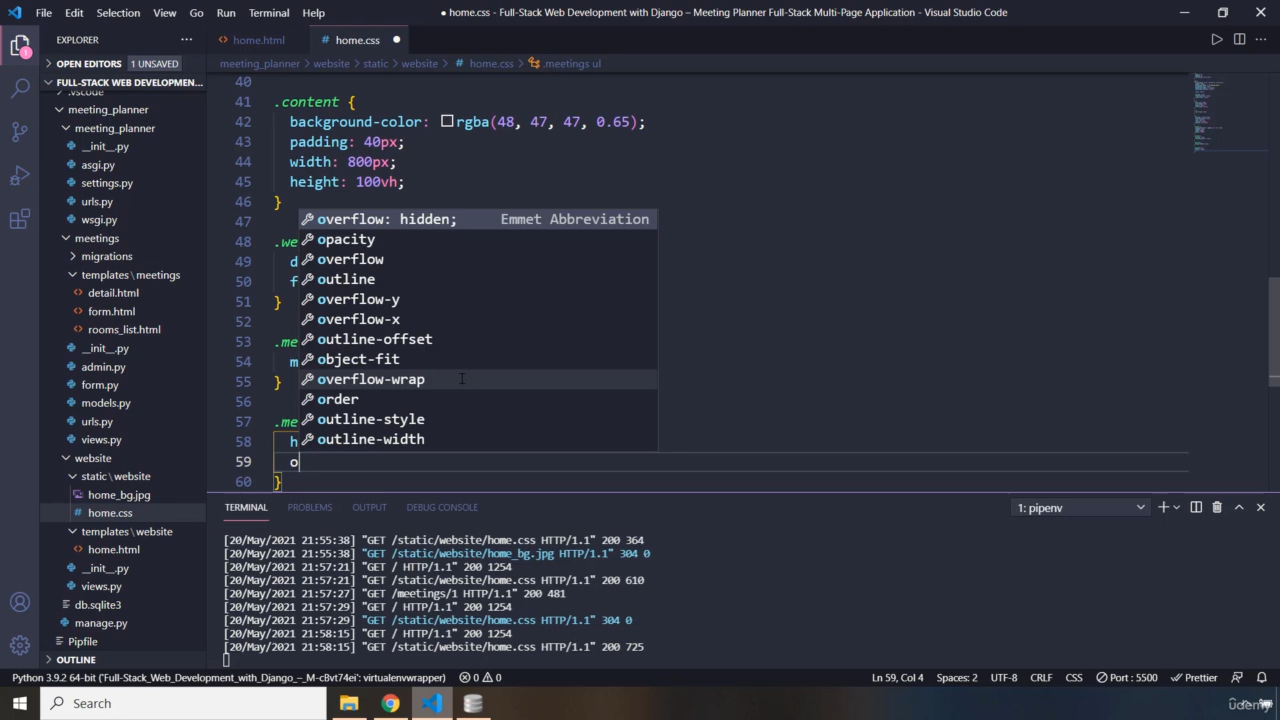 File Edit Selection View Go Run Terminal Help
● home.css - Full-Stack Web Development with Django – Meeting Planner Full-Stack Multi-Page Application - Visual Studio Code
EXPLORER
home.html
# home.css
OPEN EDITORS 1 UNSAVED
meeting_planner > website > static > website > # home.css > .meetings ul
FULL-STACK WEB DEVELOPMEN...
.vscode
meeting_planner
meeting_planner
__init__.py
asgi.py
settings.py
urls.py
wsgi.py
meetings
migrations
templates\meetings
detail.html
form.html
rooms_list.html
__init__.py
admin.py
form.py
models.py
urls.py
views.py
website
static\website
home_bg.jpg
# home.css
templates\website
home.html
__init__.py
views.py
db.sqlite3
manage.py
Pipfile
OUTLINE
40
41 .content {
42 background-color: rgba(48, 47, 47, 0.65);
43 padding: 40px;
44 width: 800px;
45 height: 100vh;
46 }
47
48 .we
49 d
50 f
51 }
52
53 .me
54 m
55 }
56
57 .me
58 h
59 o
60 }
overflow: hidden; Emmet Abbreviation
opacity
overflow
outline
overflow-y
overflow-x
outline-offset
object-fit
overflow-wrap
order
outline-style
outline-width
TERMINAL PROBLEMS OUTPUT DEBUG CONSOLE 1: pipenv
[20/May/2021 21:55:38] "GET /static/website/home.css HTTP/1.1" 200 364
[20/May/2021 21:55:38] "GET /static/website/home_bg.jpg HTTP/1.1" 304 0
[20/May/2021 21:57:21] "GET / HTTP/1.1" 200 1254
[20/May/2021 21:57:21] "GET /static/website/home.css HTTP/1.1" 200 610
[20/May/2021 21:57:27] "GET /meetings/1 HTTP/1.1" 200 481
[20/May/2021 21:57:29] "GET / HTTP/1.1" 200 1254
[20/May/2021 21:57:29] "GET /static/website/home.css HTTP/1.1" 304 0
[20/May/2021 21:58:15] "GET / HTTP/1.1" 200 1254
[20/May/2021 21:58:15] "GET /static/website/home.css HTTP/1.1" 200 725
Python 3.9.2 64-bit ('Full-Stack_Web_Development_with_Django_–_M-cBvt74ei': virtualenvwrapper) 0 0 Ln 59, Col 4 Spaces: 2 UTF-8 CRLF CSS Port : 5500 Prettier
Search
Udemy